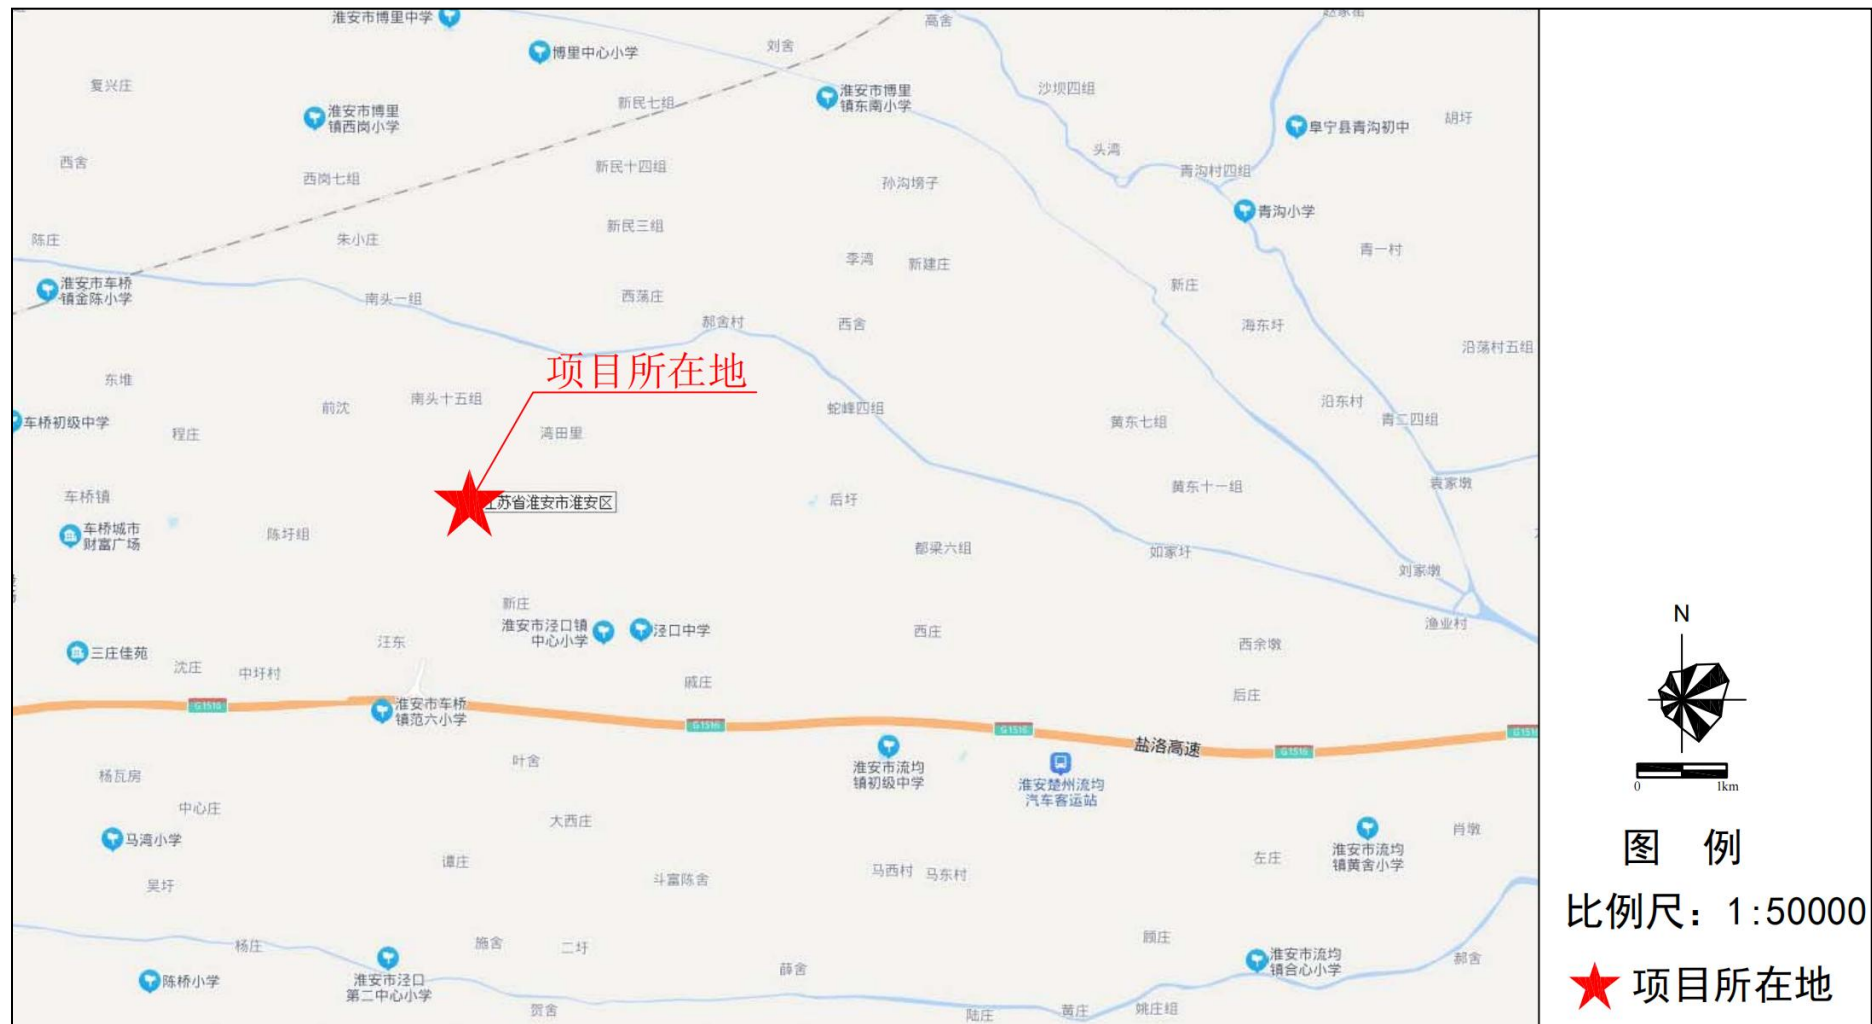 淮安市博里中学
高舍
刘舍
博里中心小学
复兴庄
淮安市博里
镇西岗小学
新民七组
淮安市博里
镇东南小学
沙坝四组
阜宁县青沟初中
胡圩
头湾
西舍
西岗七组
新民十四组
孙沟塝子
青沟村四组
青沟小学
陈庄
朱小庄
新民三组
李湾
新建庄
青一村
淮安市车桥
镇金陈小学
南头一组
西荡庄
新庄
郝舍村
西舍
海东圩
沿荡村五组
项目所在地
东堆
前沈
南头十五组
蛇峰四组
沿东村
车桥初级中学
程庄
湾田里
黄东七组
青二四组
车桥镇
江苏省淮安市淮安区
后圩
黄东十一组
袁家墩
车桥城市
财富广场
陈圩组
都梁六组
如家圩
刘家墩
新庄
淮安市泾口镇
中心小学
泾口中学
西庄
渔业村
三庄佳苑
汪东
西余墩
沈庄
中圩村
戚庄
后庄
G1516
淮安市车桥
镇范六小学
G1516
G1516
盐洛高速
G1516
淮安市流均
镇初级中学
淮安楚州流均
汽车客运站
叶舍
杨瓦房
中心庄
大西庄
马湾小学
谭庄
左庄
淮安市流均
镇黄舍小学
肖墩
吴圩
斗富陈舍
马西村
马东村
杨庄
施舍
二圩
顾庄
淮安市流均
镇合心小学
郝舍
陈桥小学
淮安市泾口
第二中心小学
薛舍
贺舍
陆庄
黄庄
姚庄组
N
0 1km
图 例
比例尺：1:50000
项目所在地